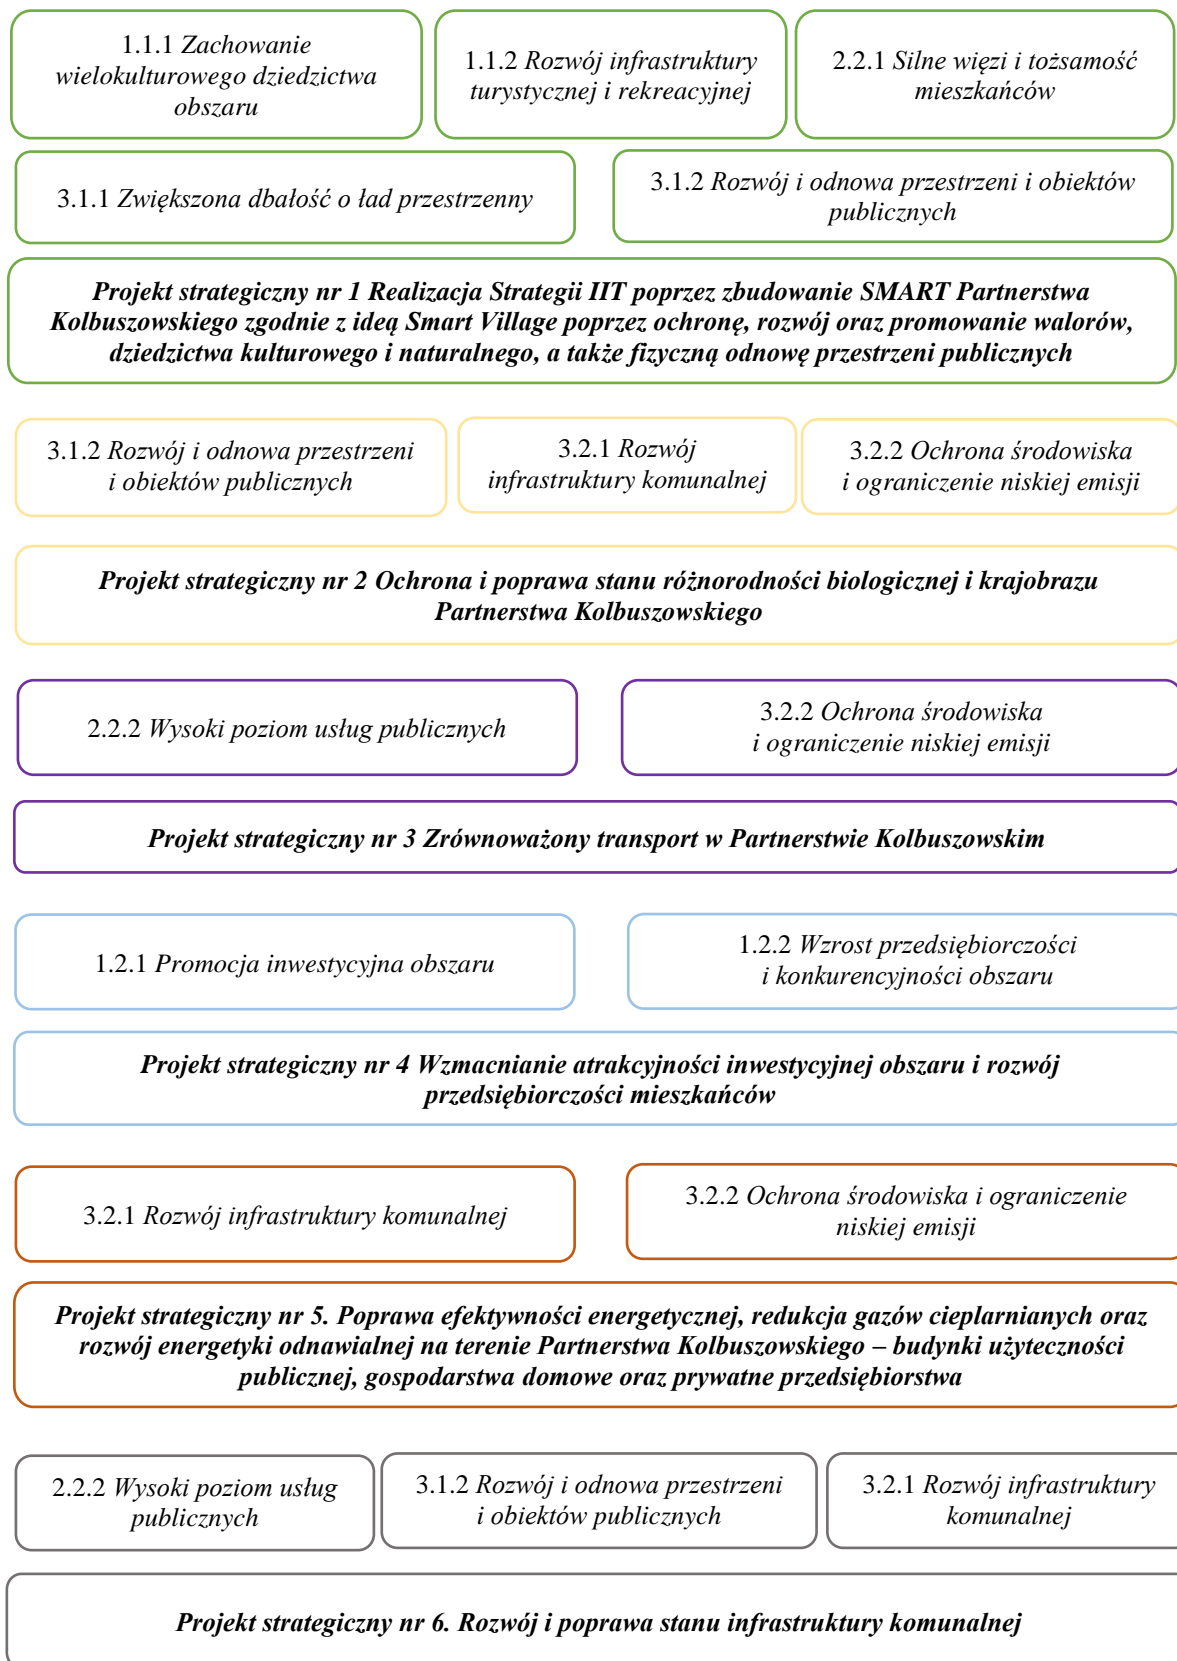 1.1.1 Zachowanie
wielokulturowego dziedzictwa
obszaru
1.1.2 Rozwój infrastruktury
turystycznej i rekreacyjnej
2.2.1 Silne więzi i tożsamość
mieszkańców
3.1.1 Zwiększona dbałość o ład przestrzenny
3.1.2 Rozwój i odnowa przestrzeni i obiektów
publicznych
Projekt strategiczny nr 1 Realizacja Strategii IIT poprzez zbudowanie SMART Partnerstwa
Kolbuszowskiego zgodnie z ideą Smart Village poprzez ochronę, rozwój oraz promowanie walorów,
dziedzictwa kulturowego i naturalnego, a także fizyczną odnowę przestrzeni publicznych
3.1.2 Rozwój i odnowa przestrzeni
i obiektów publicznych
3.2.1 Rozwój
infrastruktury komunalnej
3.2.2 Ochrona środowiska
i ograniczenie niskiej emisji
Projekt strategiczny nr 2 Ochrona i poprawa stanu różnorodności biologicznej i krajobrazu
Partnerstwa Kolbuszowskiego
2.2.2 Wysoki poziom usług publicznych
3.2.2 Ochrona środowiska
i ograniczenie niskiej emisji
Projekt strategiczny nr 3 Zrównoważony transport w Partnerstwie Kolbuszowskim
1.2.1 Promocja inwestycyjna obszaru
1.2.2 Wzrost przedsiębiorczości
i konkurencyjności obszaru
Projekt strategiczny nr 4 Wzmacnianie atrakcyjności inwestycyjnej obszaru i rozwój
przedsiębiorczości mieszkańców
3.2.1 Rozwój infrastruktury komunalnej
3.2.2 Ochrona środowiska i ograniczenie
niskiej emisji
Projekt strategiczny nr 5. Poprawa efektywności energetycznej, redukcja gazów cieplarnianych oraz
rozwój energetyki odnawialnej na terenie Partnerstwa Kolbuszowskiego – budynki użyteczności
publicznej, gospodarstwa domowe oraz prywatne przedsiębiorstwa
2.2.2 Wysoki poziom usług
publicznych
3.1.2 Rozwój i odnowa przestrzeni
i obiektów publicznych
3.2.1 Rozwój infrastruktury
komunalnej
Projekt strategiczny nr 6. Rozwój i poprawa stanu infrastruktury komunalnej